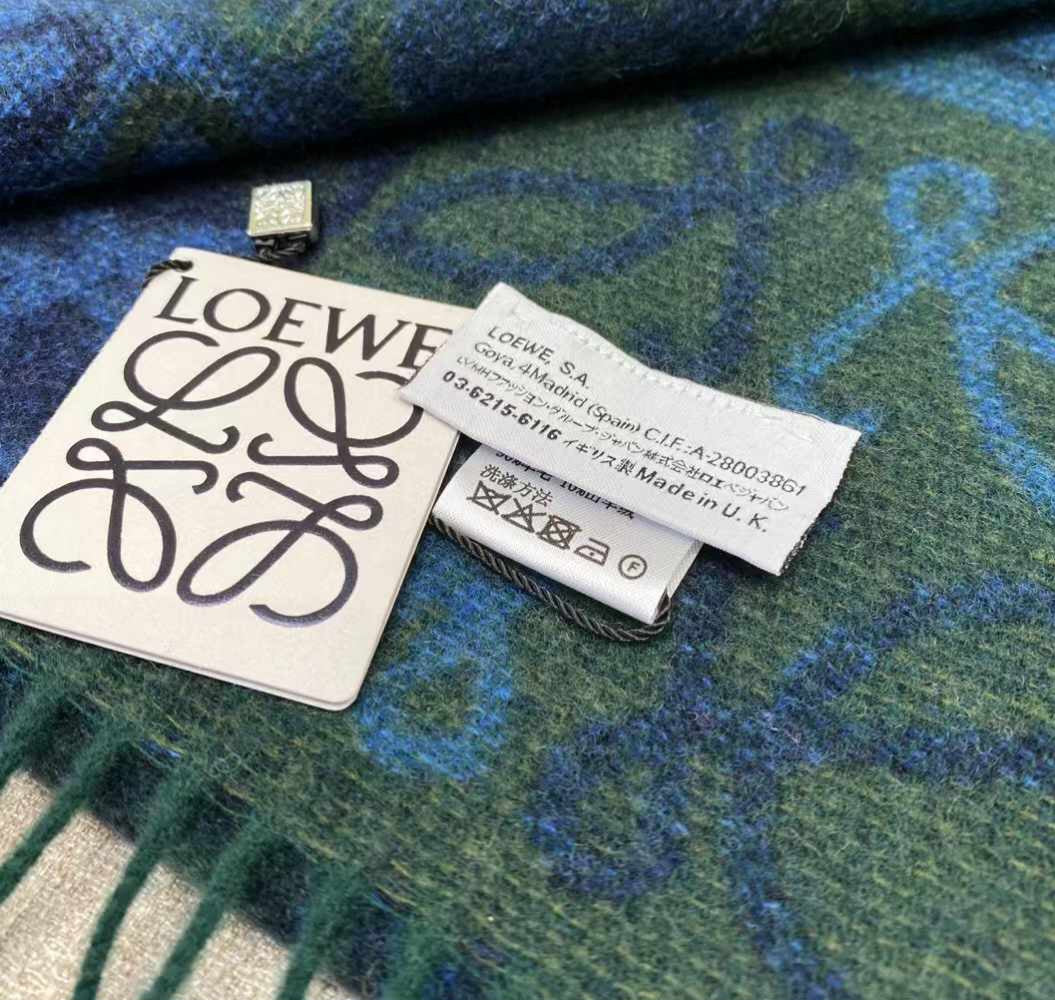 LOEWE
LOEWE, S.A.
Goya, 4 Madrid (Spain) C.I.F.:A-28003861
LVMHファッション・グループ・ジャパン株式会社ロエベジャパン
03-6215-6116 イギリス製 Made in U. K.
洗涤方法
F